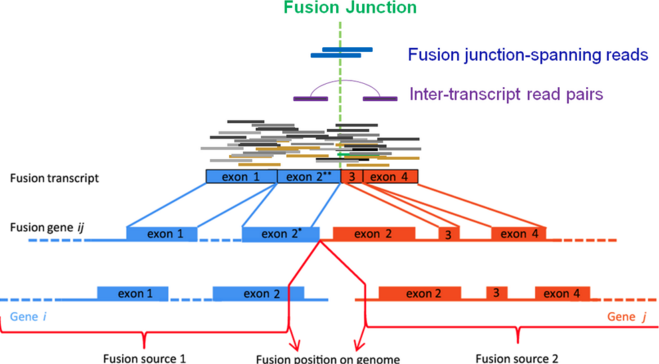 Fusion Junction
Fusion junction-spanning reads
Inter-transcript read pairs
Fusion transcript
exon 1 exon 2** 3 exon 4
Fusion gene ij
exon 1 exon 2* exon 2 3 exon 4
exon 1 exon 2 exon 2 3 exon 4
Gene i Gene j
Fusion source 1 Fusion position on genome Fusion source 2